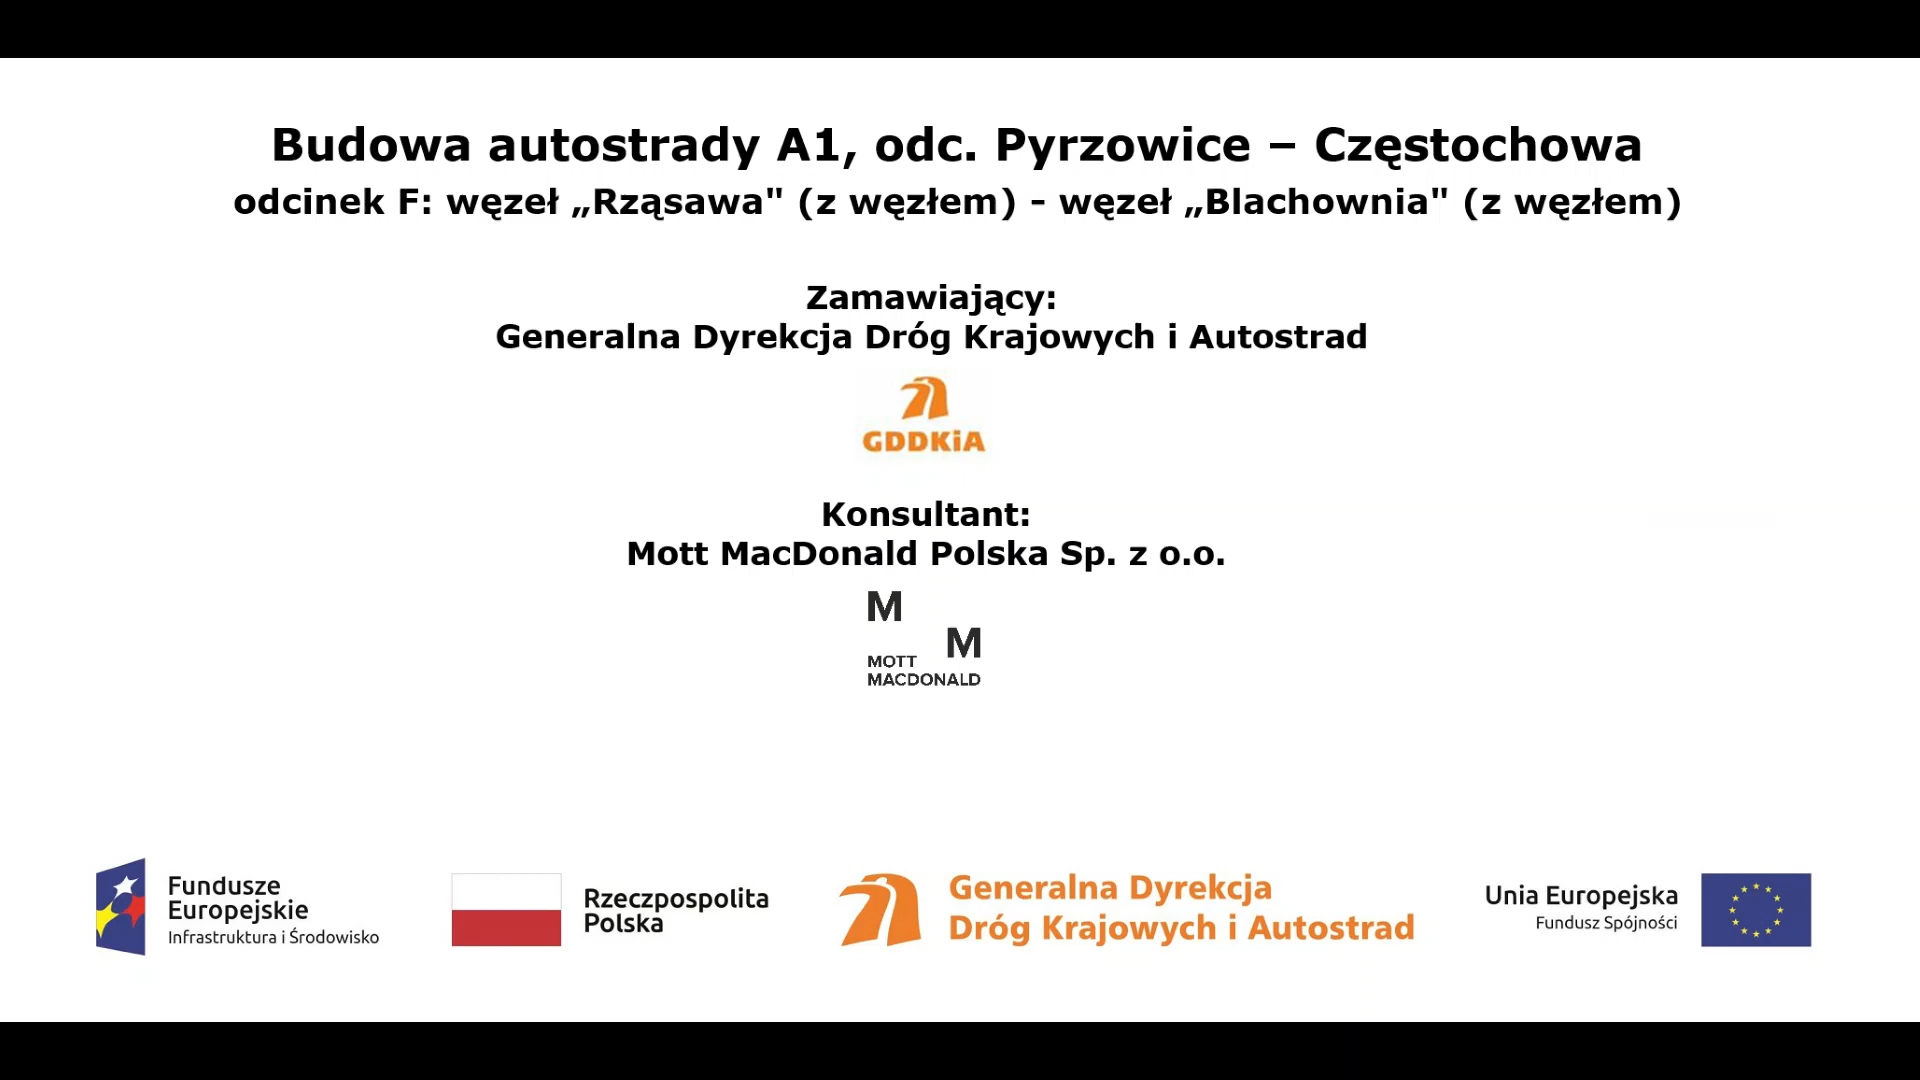 Budowa autostrady A1, odc. Pyrzowice – Częstochowa
odcinek F: węzeł „Rząsawa" (z węzłem) - węzeł „Blachownia" (z węzłem)
Zamawiający:
Generalna Dyrekcja Dróg Krajowych i Autostrad
GDDKiA
Konsultant:
Mott MacDonald Polska Sp. z o.o.
M
M
MOTT
MACDONALD
Fundusze
Europejskie
Infrastruktura i Środowisko
Rzeczpospolita
Polska
Generalna Dyrekcja
Dróg Krajowych i Autostrad
Unia Europejska
Fundusz Spójności